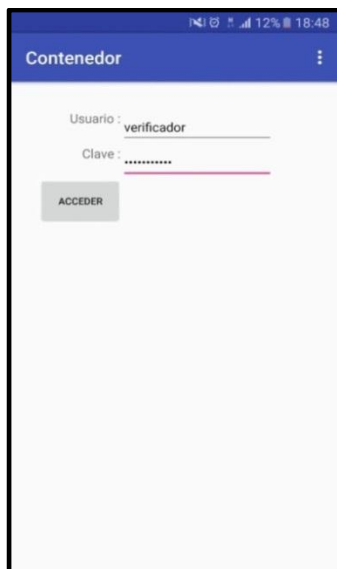 12% 18:48
Contenedor
Usuario : verificador
Clave : ...........
ACCEDER